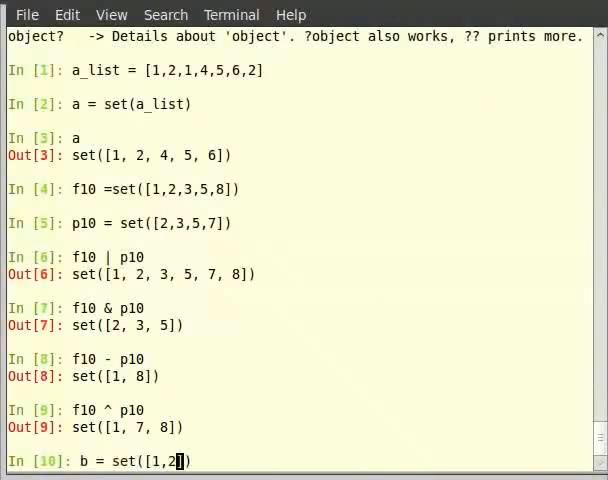 File Edit View Search Terminal Help
object?   -> Details about 'object'. ?object also works, ?? prints more.
In [1]: a_list = [1,2,1,4,5,6,2]
In [2]: a = set(a_list)
In [3]: a
Out[3]: set([1, 2, 4, 5, 6])
In [4]: f10 =set([1,2,3,5,8])
In [5]: p10 = set([2,3,5,7])
In [6]: f10 | p10
Out[6]: set([1, 2, 3, 5, 7, 8])
In [7]: f10 & p10
Out[7]: set([2, 3, 5])
In [8]: f10 - p10
Out[8]: set([1, 8])
In [9]: f10 ^ p10
Out[9]: set([1, 7, 8])
In [10]: b = set([1,2])